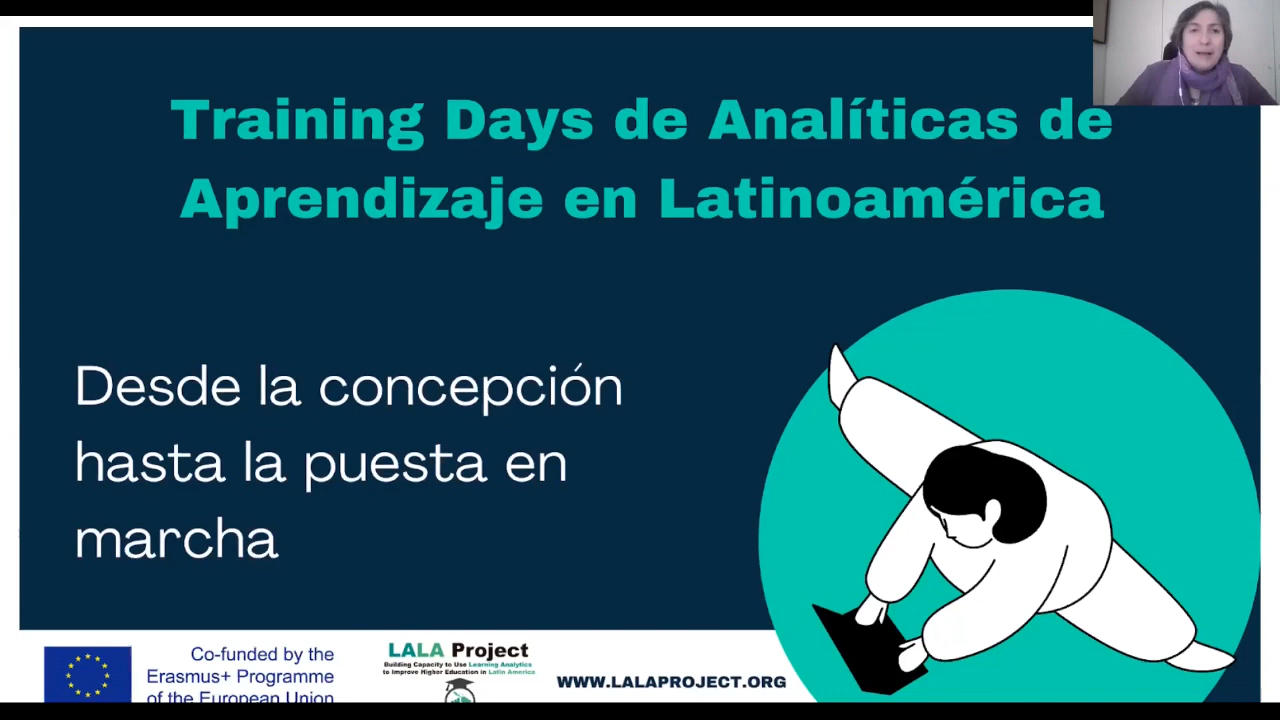 Training Days de Analíticas de
Aprendizaje en Latinoamérica
Desde la concepción
hasta la puesta en
marcha
Co-funded by the
Erasmus+ Programme
of the European Union
LALA Project
Building Capacity to Use Learning Analytics
to Improve Higher Education in Latin America
WWW.LALAPROJECT.ORG